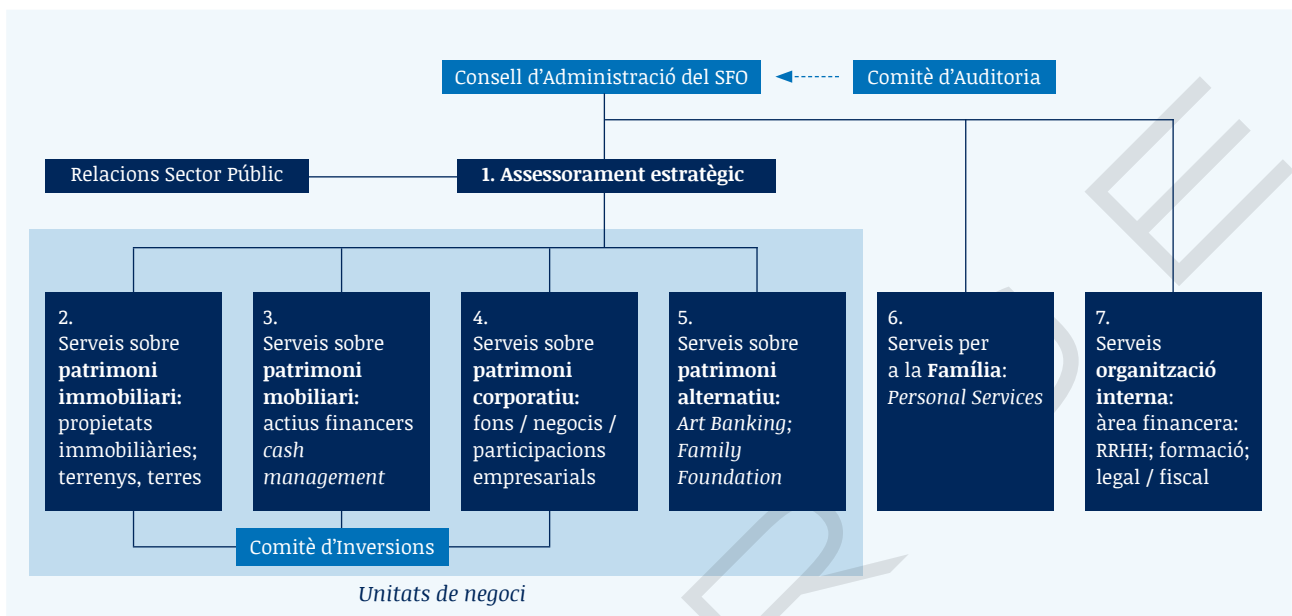 Consell d’Administració del SFO
Comitè d’Auditoria
Relacions Sector Públic
1. Assessorament estratègic
2.
Serveis sobre
patrimoni
immobiliari:
propietats
immobiliàries;
terrenys, terres
3.
Serveis sobre
patrimoni
mobiliari:
actius financers
cash
management
4.
Serveis sobre
patrimoni
corporatiu:
fons / negocis /
participacions
empresarials
5.
Serveis sobre
patrimoni
alternatiu:
Art Banking;
Family
Foundation
6.
Serveis per
a la Família:
Personal Services
7.
Serveis
organització
interna:
àrea financera:
RRHH; formació;
legal / fiscal
Comitè d’Inversions
Unitats de negoci